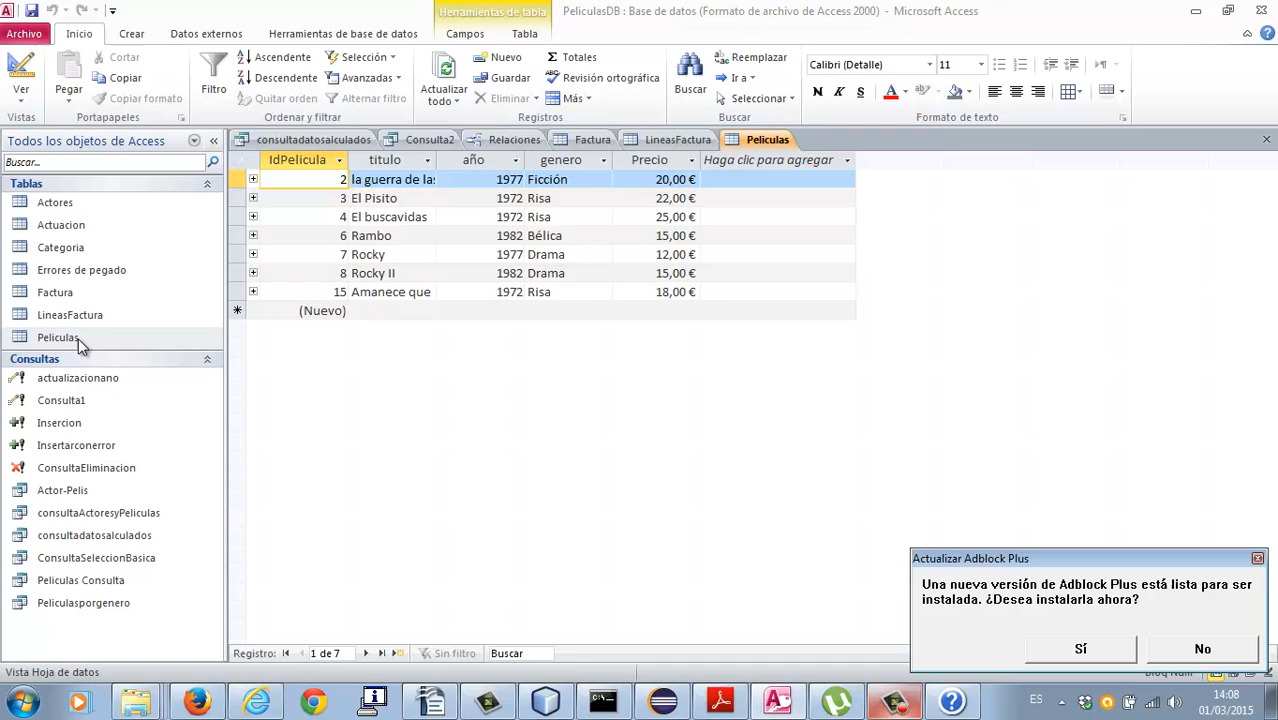 Herramientas de tabla
PeliculasDB : Base de datos (Formato de archivo de Access 2000) - Microsoft Access
Archivo Inicio Crear Datos externos Herramientas de base de datos Campos Tabla
Ver
Vistas
Pegar
Cortar
Copiar
Copiar formato
Portapapeles
Filtro
Ascendente
Descendente
Quitar orden
Selección
Avanzadas
Alternar filtro
Ordenar y filtrar
Actualizar todo
Nuevo
Guardar
Eliminar
Totales
Revisión ortográfica
Más
Registros
Buscar
Reemplazar
Ir a
Seleccionar
Buscar
Calibri (Detalle) 11
N K S
Formato de texto
Todos los objetos de Access
Buscar...
Tablas
Actores
Actuacion
Categoria
Errores de pegado
Factura
LineasFactura
Peliculas
Consultas
actualizacionano
Consulta1
Insercion
Insertarconerror
ConsultaEliminacion
Actor-Pelis
consultaActoresyPeliculas
consultadatosalculados
ConsultaSeleccionBasica
Peliculas Consulta
Peliculasporgenero
consultadatosalculados Consulta2 Relaciones Factura LineasFactura Peliculas
IdPelicula titulo año genero Precio Haga clic para agregar
2 la guerra de las 1977 Ficción 20,00 €
3 El Pisito 1972 Risa 22,00 €
4 El buscavidas 1972 Risa 25,00 €
6 Rambo 1982 Bélica 15,00 €
7 Rocky 1977 Drama 12,00 €
8 Rocky II 1982 Drama 15,00 €
15 Amanece que 1972 Risa 18,00 €
(Nuevo)
Registro: 1 de 7 Sin filtro Buscar
Actualizar Adblock Plus
Una nueva versión de Adblock Plus está lista para ser
instalada. ¿Desea instalarla ahora?
Sí No
Vista Hoja de datos
Bloq Num
ES
14:08
01/03/2015